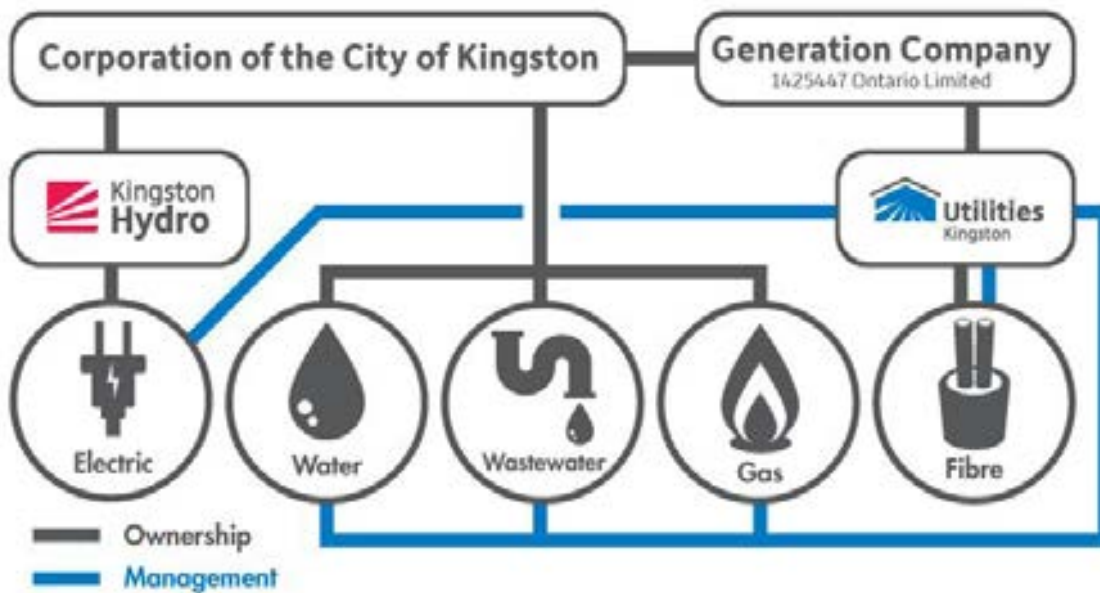 Corporation of the City of Kingston
Generation Company
1425447 Ontario Limited
Kingston
Hydro
Utilities
Kingston
Electric
Water
Wastewater
Gas
Fibre
Ownership
Management